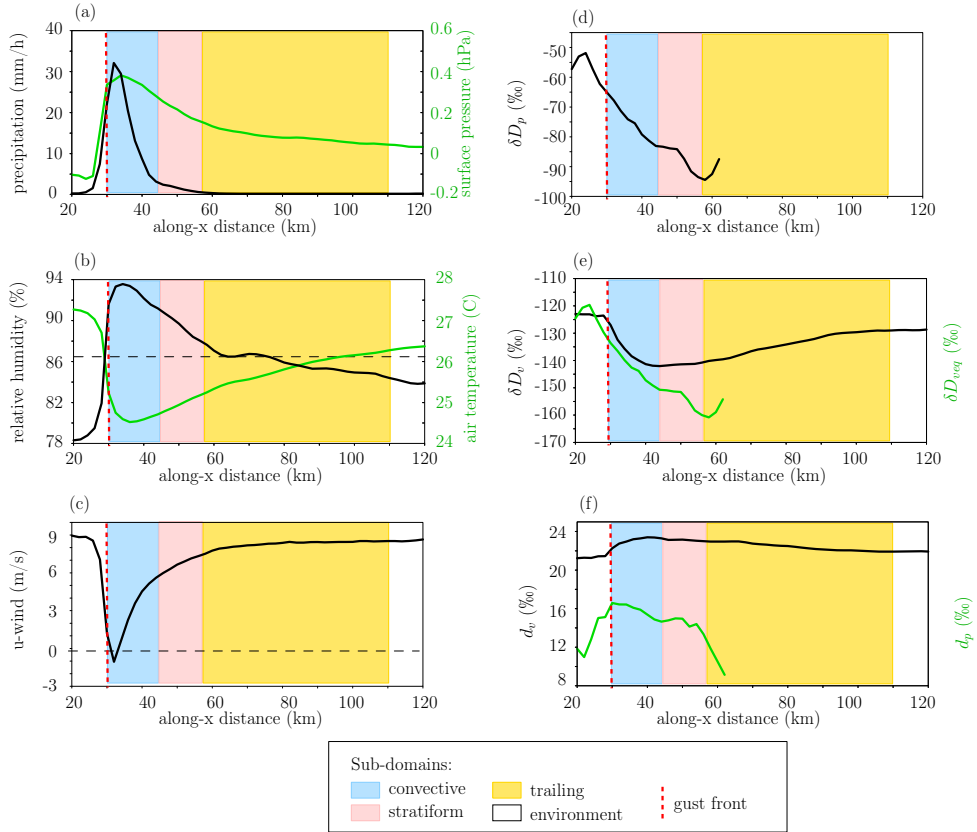 (a)
precipitation (mm/h)
40
30
20
10
0
0.6
0.4
0.2
0
-0.2
surface pressure (hPa)
20 40 60 80 100 120
along-x distance (km)
(d)
δD_p (‰)
-50
-60
-70
-80
-90
-100
20 40 60 80 100 120
along-x distance (km)
(b)
relative humidity (%)
94
90
86
82
78
28
27
26
25
24
air temperature (C)
20 40 60 80 100 120
along-x distance (km)
(e)
δD_v (‰)
-110
-120
-130
-140
-150
-160
-170
δD_veq (‰)
20 40 60 80 100 120
along-x distance (km)
(c)
u-wind (m/s)
9
6
3
0
-3
20 40 60 80 100 120
along-x distance (km)
(f)
d_v (‰)
24
22
16
12
8
d_p (‰)
20 40 60 80 100 120
along-x distance (km)
Sub-domains:
convective
trailing
stratiform
environment
gust front